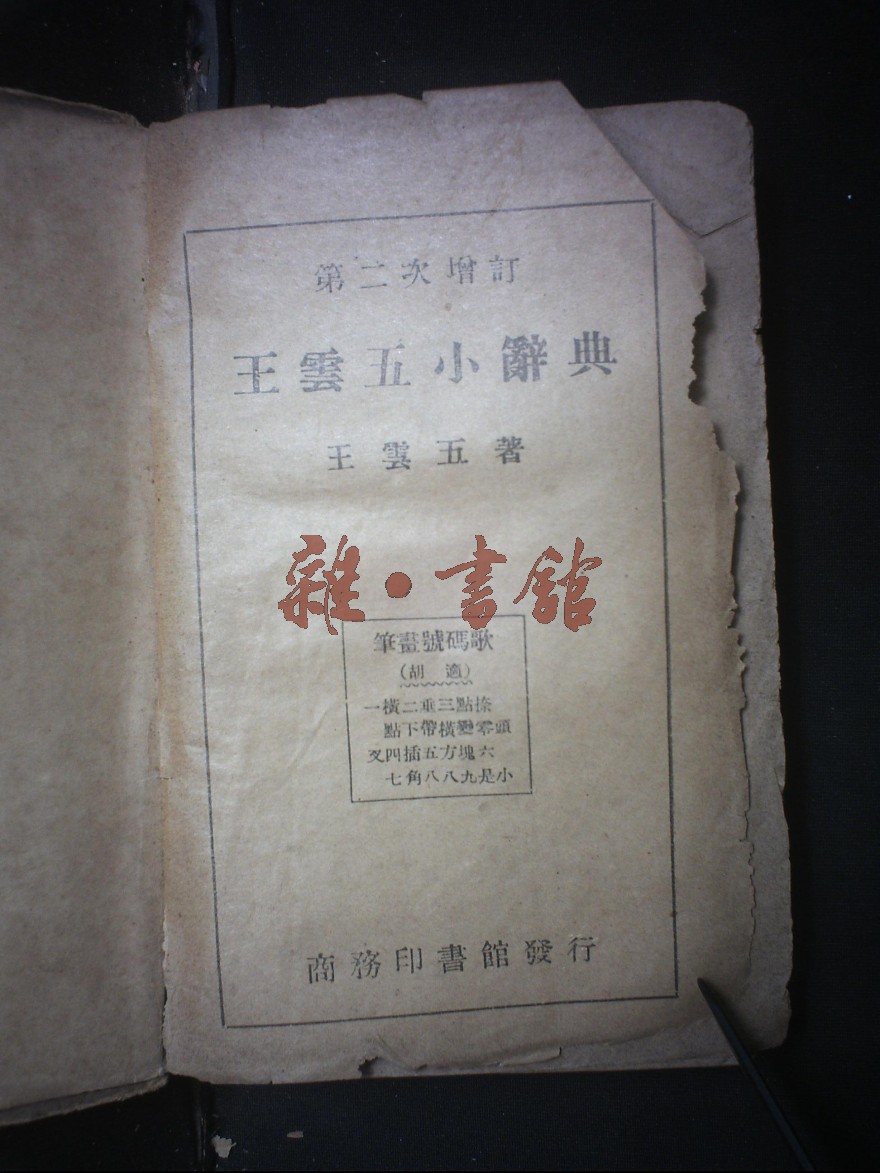 第二次增訂
王雲五小辭典
王雲五著
雜·書館
筆畫號碼歌
(胡適)
一橫二垂三點捺
點下帶橫變零頭
叉四插五方塊六
七角八八九是小
商務印書館發行